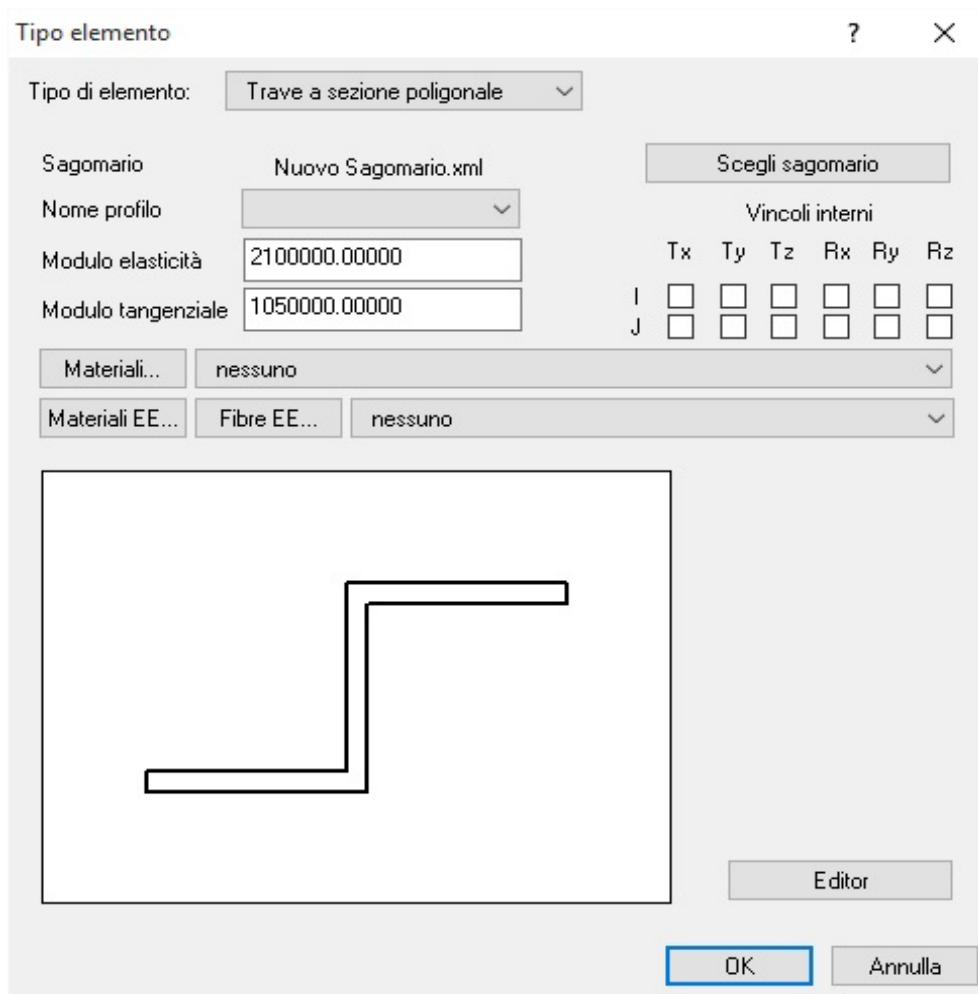 Tipo elemento ?
Tipo di elemento: Trave a sezione poligonale
Sagomario Nuovo Sagomario.xml Scegli sagomario
Nome profilo Vincoli interni
Modulo elasticità 2100000.00000 Tx Ty Tz Rx Ry Rz
Modulo tangenziale 1050000.00000 I
J
Materiali... nessuno
Materiali EE... Fibre EE... nessuno
Editor
OK Annulla